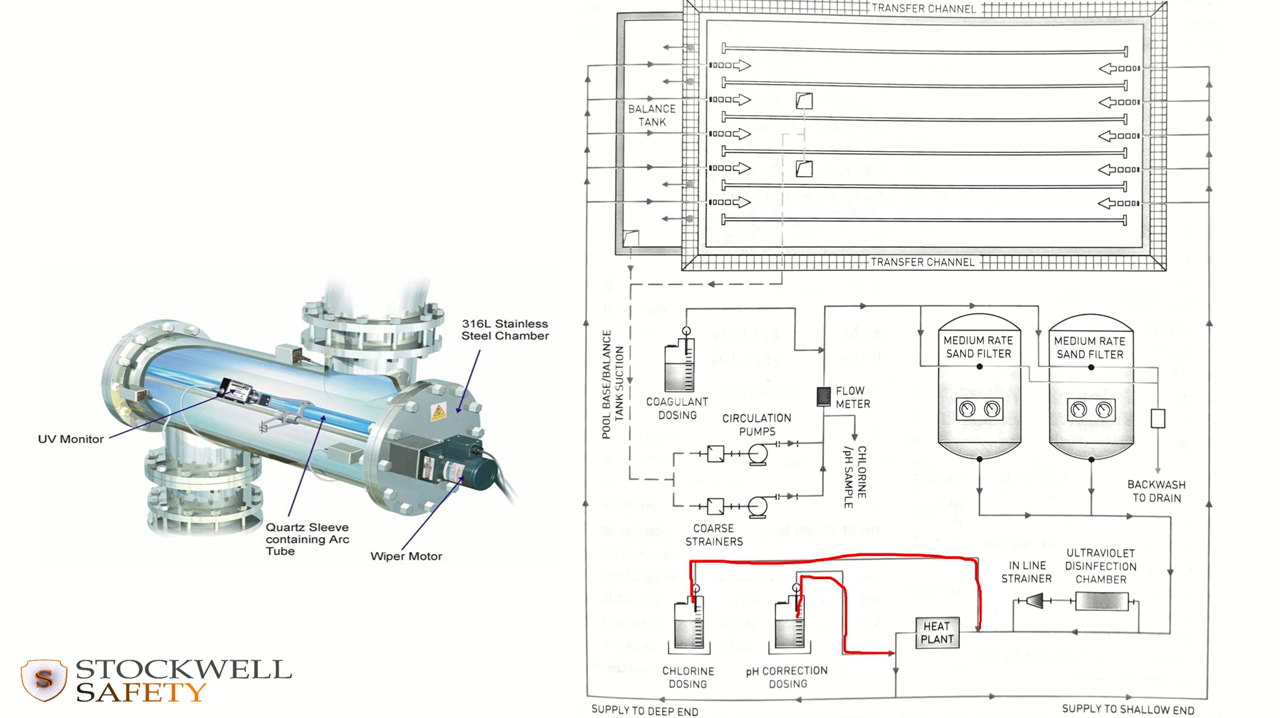 TRANSFER CHANNEL
BALANCE
TANK
TRANSFER CHANNEL
316L Stainless
Steel Chamber
UV Monitor
Quartz Sleeve
containing Arc
Tube
Wiper Motor
POOL BASE/BALANCE
TANK SUCTION
COAGULANT
DOSING
FLOW
METER
CIRCULATION
PUMPS
CHLORINE
/pH SAMPLE
COARSE
STRAINERS
MEDIUM RATE
SAND FILTER
MEDIUM RATE
SAND FILTER
BACKWASH
TO DRAIN
IN LINE
STRAINER
ULTRAVIOLET
DISINFECTION
CHAMBER
HEAT
PLANT
CHLORINE
DOSING
pH CORRECTION
DOSING
SUPPLY TO DEEP END
SUPPLY TO SHALLOW END
S
STOCKWELL
SAFETY